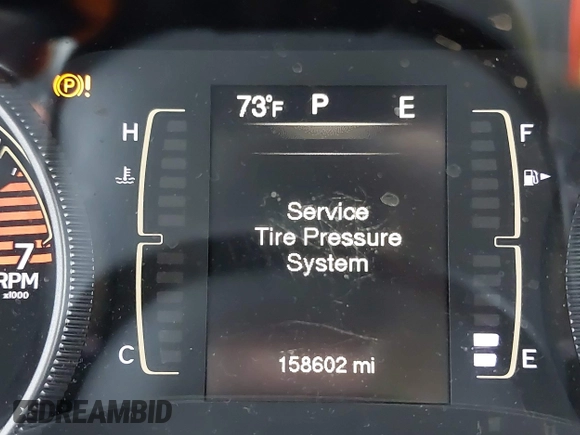 73°F P E
H F
Service
Tire Pressure
System
7
RPM
x1000
C E
158602 mi
DREAMBID